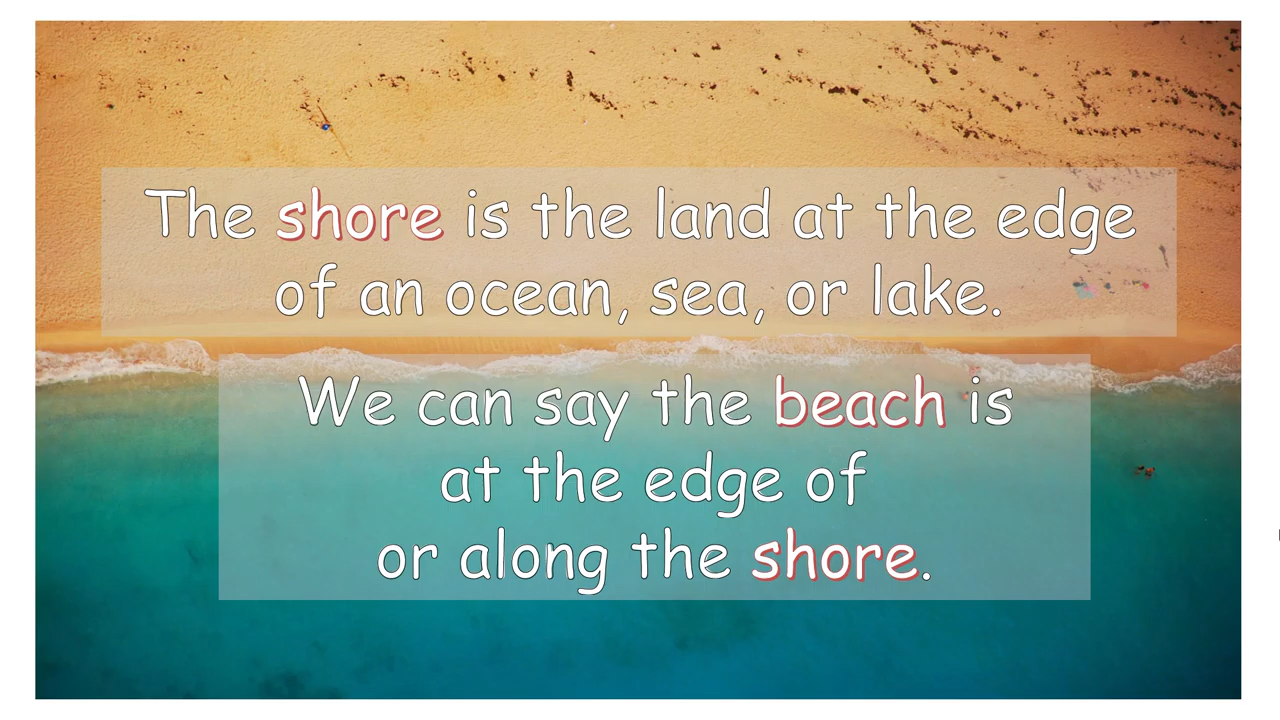 The shore is the land at the edge
of an ocean, sea, or lake.
We can say the beach is
at the edge of
or along the shore.